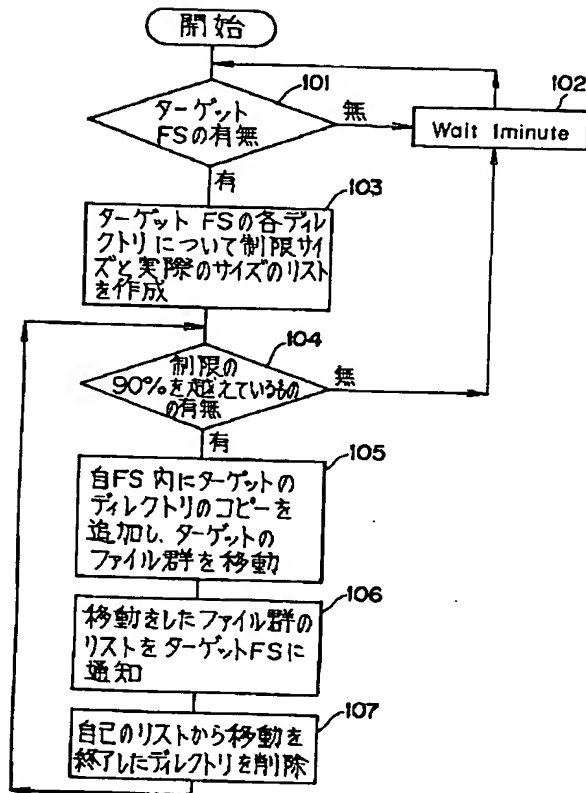 開始
101
ターゲット
FSの有無
無
102
Wait 1minute
有
103
ターゲット FSの各ディレ
クトリについて制限サイ
ズと実際のサイズのリスト
を作成
104
制限の
90%を越えているもの
の有無
無
有
105
自FS内にターゲットの
ディレクトリのコピーを
追加し、ターゲットの
ファイル群を移動
106
移動をしたファイル群の
リストをターゲットFSに
通知
107
自己のリストから移動を
終了したディレクトリを削除